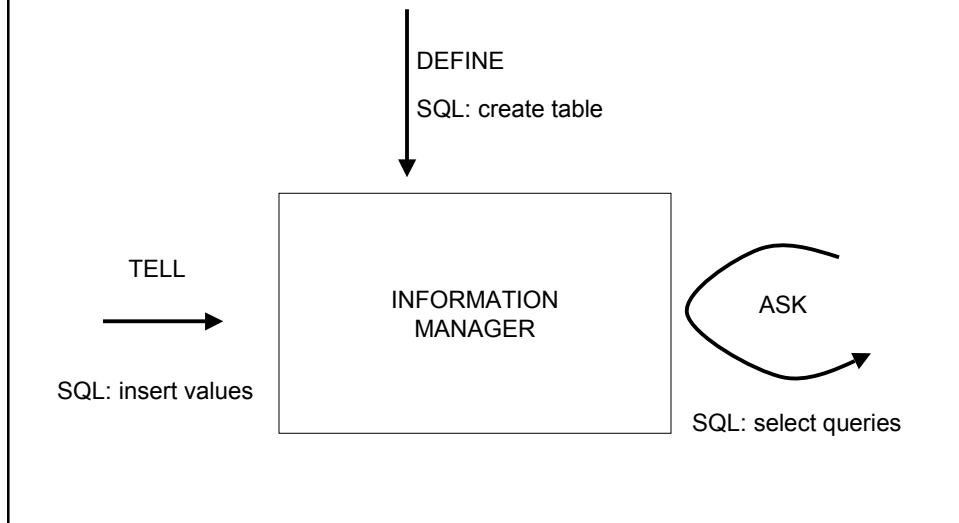 DEFINE
SQL: create table
TELL
SQL: insert values
INFORMATION
MANAGER
ASK
SQL: select queries